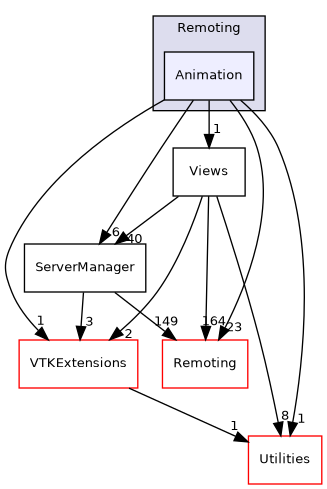 Remoting
Animation
1
Views
6
40
ServerManager
1
3
2
149
164
23
VTKExtensions
Remoting
8
1
1
Utilities